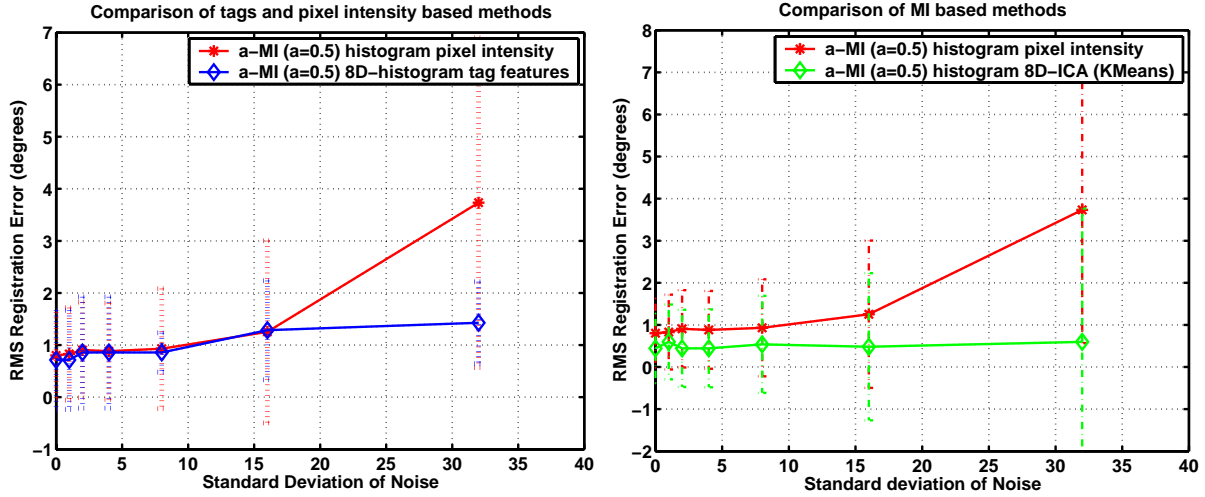 Comparison of tags and pixel intensity based methods
a−MI (a=0.5) histogram pixel intensity
a−MI (a=0.5) 8D−histogram tag features
RMS Registration Error (degrees)
7
6
5
4
3
2
1
0
−1
0 5 10 15 20 25 30 35 40
Standard Deviation of Noise
Comparison of MI based methods
a−MI (a=0.5) histogram pixel intensity
a−MI (a=0.5) histogram 8D−ICA (KMeans)
RMS Registration Error (degrees)
8
7
6
5
4
3
2
1
0
−1
−2
0 5 10 15 20 25 30 35 40
Standard Deviation of Noise